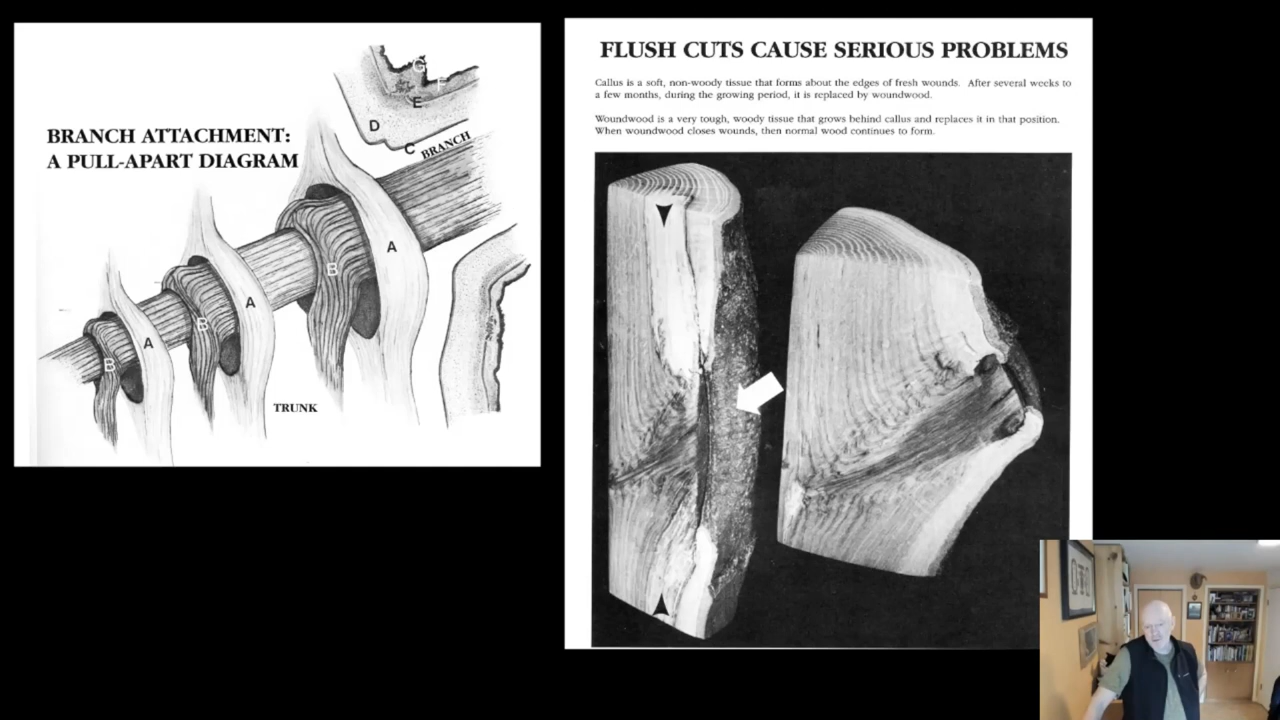 BRANCH ATTACHMENT:
A PULL-APART DIAGRAM
G
F
E
D
C
BRANCH
A
B
A
B
A
B
TRUNK
FLUSH CUTS CAUSE SERIOUS PROBLEMS
Callus is a soft, non-woody tissue that forms about the edges of fresh wounds. After several weeks to
a few months, during the growing period, it is replaced by woundwood.
Woundwood is a very tough, woody tissue that grows behind callus and replaces it in that position.
When woundwood closes wounds, then normal wood continues to form.